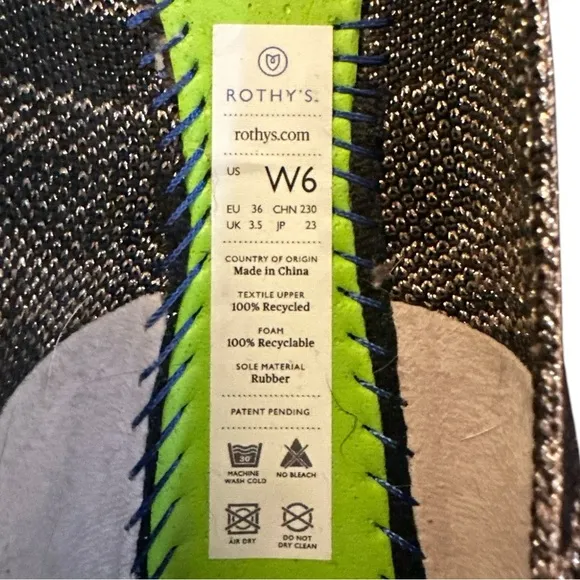 ROTHY'S™
rothys.com
US W6
EU 36 CHN 230
UK 3.5 JP 23
COUNTRY OF ORIGIN
Made in China
TEXTILE UPPER
100% Recycled
FOAM
100% Recyclable
SOLE MATERIAL
Rubber
PATENT PENDING
30°
MACHINE WASH COLD
NO BLEACH
AIR DRY
DO NOT DRY CLEAN